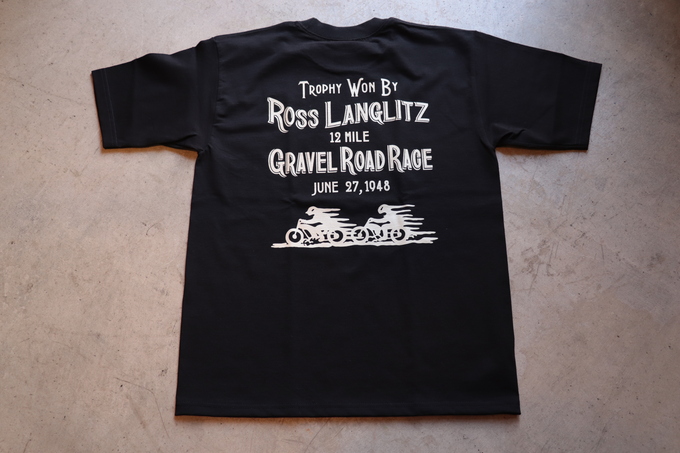 Trophy Won By
Ross Langlitz
12 Mile
Gravel Road Race
June 27, 1948